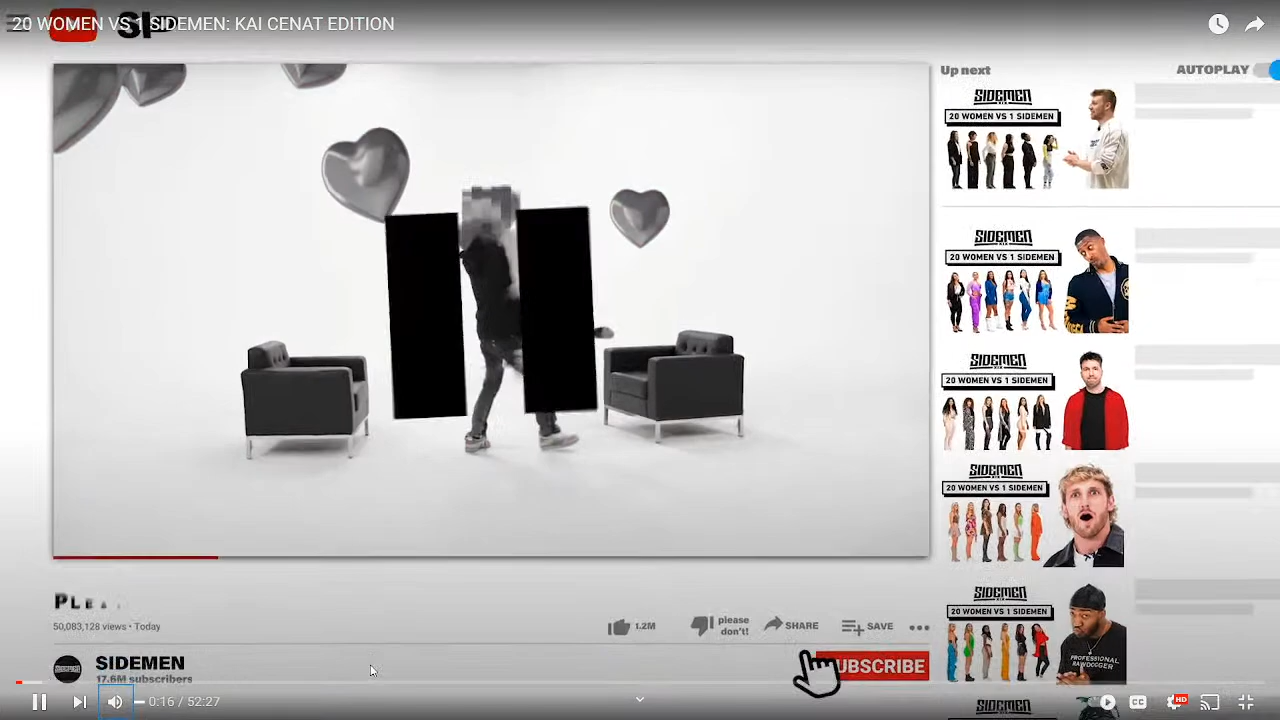 20 WOMEN VS 1 SIDEMEN: KAI CENAT EDITION
Up next
AUTOPLAY
SIDEMEN
20 WOMEN VS 1 SIDEMEN
SIDEMEN
20 WOMEN VS 1 SIDEMEN
SIDEMEN
20 WOMEN VS 1 SIDEMEN
SIDEMEN
20 WOMEN VS 1 SIDEMEN
SIDEMEN
20 WOMEN VS 1 SIDEMEN
PROFESSIONAL
SIDEMEN
50,083,128 views • Today
1.2M
please
don't!
SHARE
SAVE
SIDEMEN
17.6M subscribers
UBSCRIBE
0:16 / 52:27
CC
HD